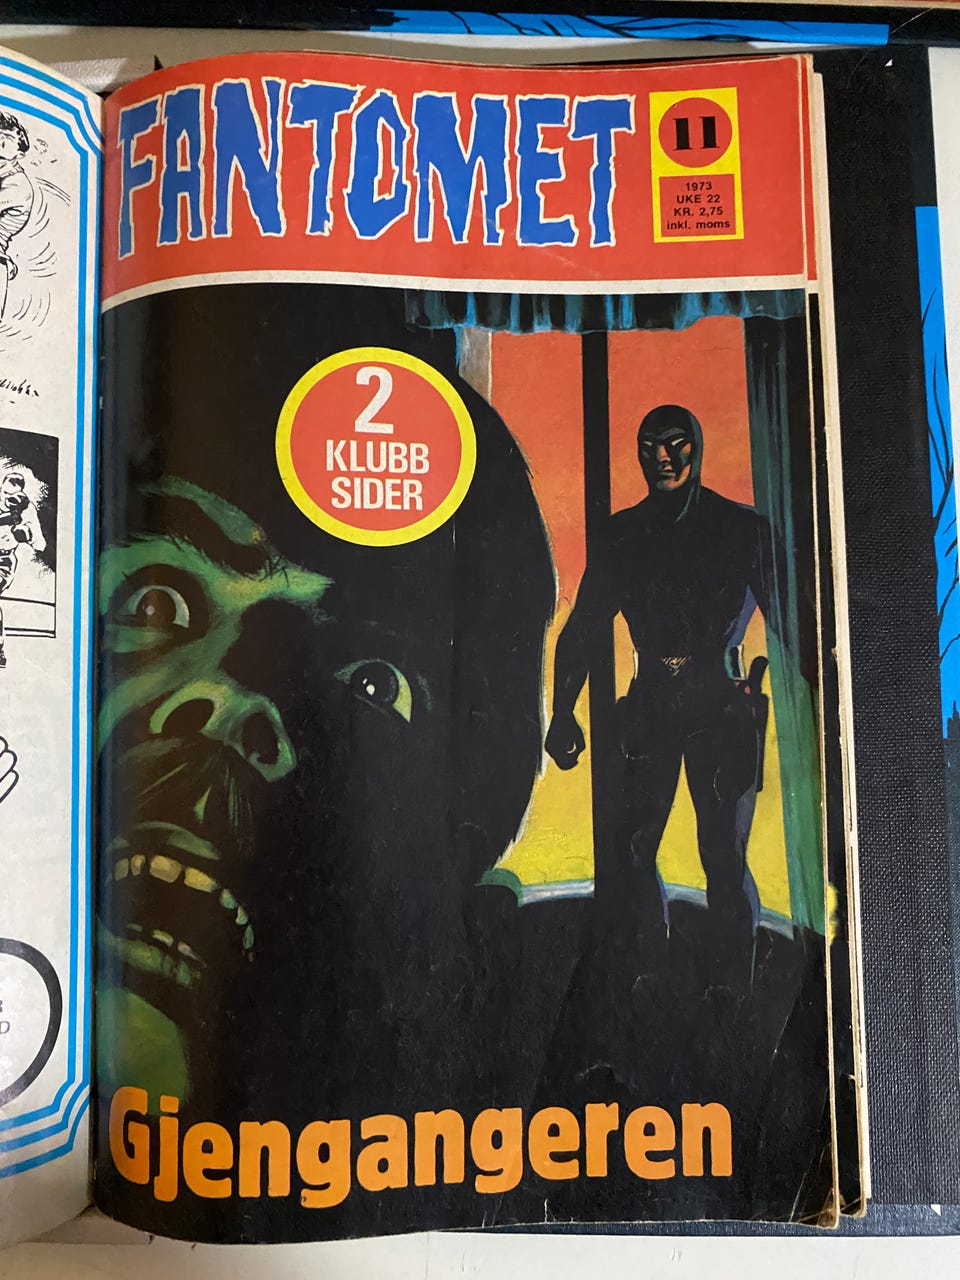 FANTOMET
11
1973
UKE 22
KR. 2,75
inkl. moms
2
KLUBB
SIDER
Gjengangeren